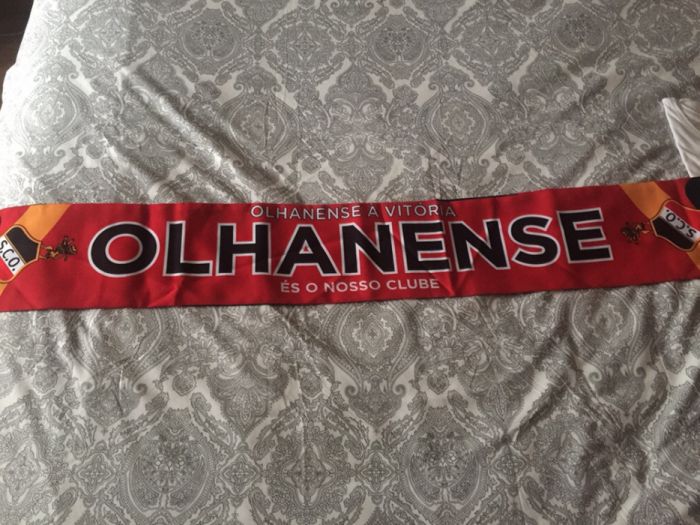 OLHANENSE À VITÓRIA
OLHANENSE
ÉS O NOSSO CLUBE
S.C.O.
S.C.O.